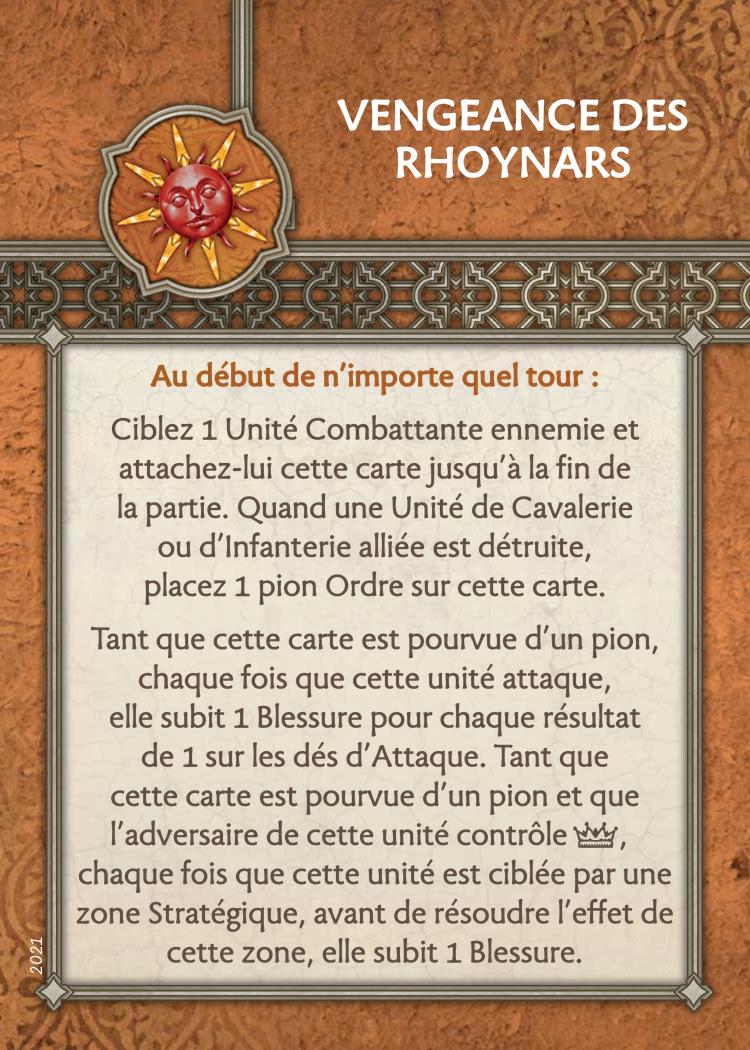 VENGEANCE DES
RHOYNARS
Au début de n’importe quel tour :
Ciblez 1 Unité Combattante ennemie et
attachez-lui cette carte jusqu’à la fin de
la partie. Quand une Unité de Cavalerie
ou d’Infanterie alliée est détruite,
placez 1 pion Ordre sur cette carte.
Tant que cette carte est pourvue d’un pion,
chaque fois que cette unité attaque,
elle subit 1 Blessure pour chaque résultat
de 1 sur les dés d’Attaque. Tant que
cette carte est pourvue d’un pion et que
l’adversaire de cette unité contrôle ,
chaque fois que cette unité est ciblée par une
zone Stratégique, avant de résoudre l’effet de
cette zone, elle subit 1 Blessure.
2021